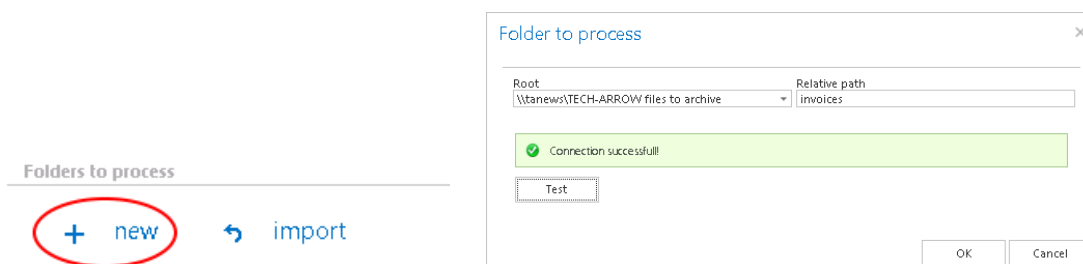 Folders to process
+ new import
Folder to process
Root Relative path
\\tanews\TECH-ARROW files to archive invoices
Connection successfull!
Test
OK Cancel